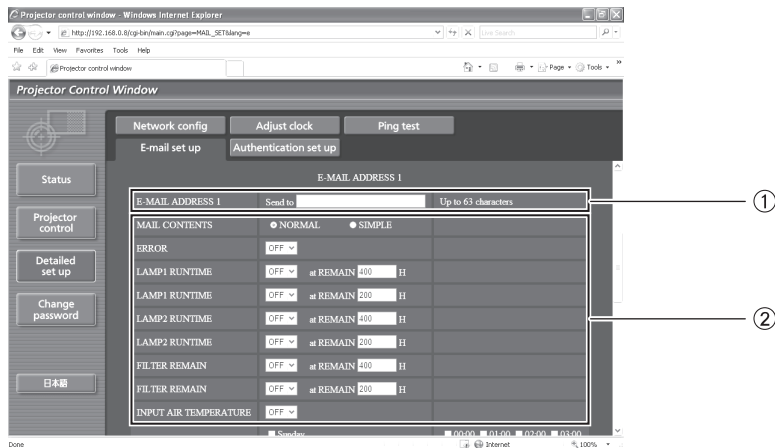 Projector control window - Windows Internet Explorer
http://192.168.0.8/cgi-bin/main.cgi?page=MAIL_SET&lang=e
Live Search
File Edit View Favorites Tools Help
Projector control window
Page Tools
Projector Control Window
Network config Adjust clock Ping test
E-mail set up Authentication set up
Status
Projector control
Detailed set up
Change password
日本語
E-MAIL ADDRESS 1
E-MAIL ADDRESS 1 Send to Up to 63 characters
①
MAIL CONTENTS NORMAL SIMPLE
ERROR OFF
LAMP1 RUNTIME OFF at REMAIN 400 H
LAMP1 RUNTIME OFF at REMAIN 200 H
LAMP2 RUNTIME OFF at REMAIN 400 H
②
LAMP2 RUNTIME OFF at REMAIN 200 H
FILTER REMAIN OFF at REMAIN 400 H
FILTER REMAIN OFF at REMAIN 200 H
INPUT AIR TEMPERATURE OFF
Sunday 00:00 01:00 02:00 03:00
Done Internet 100%